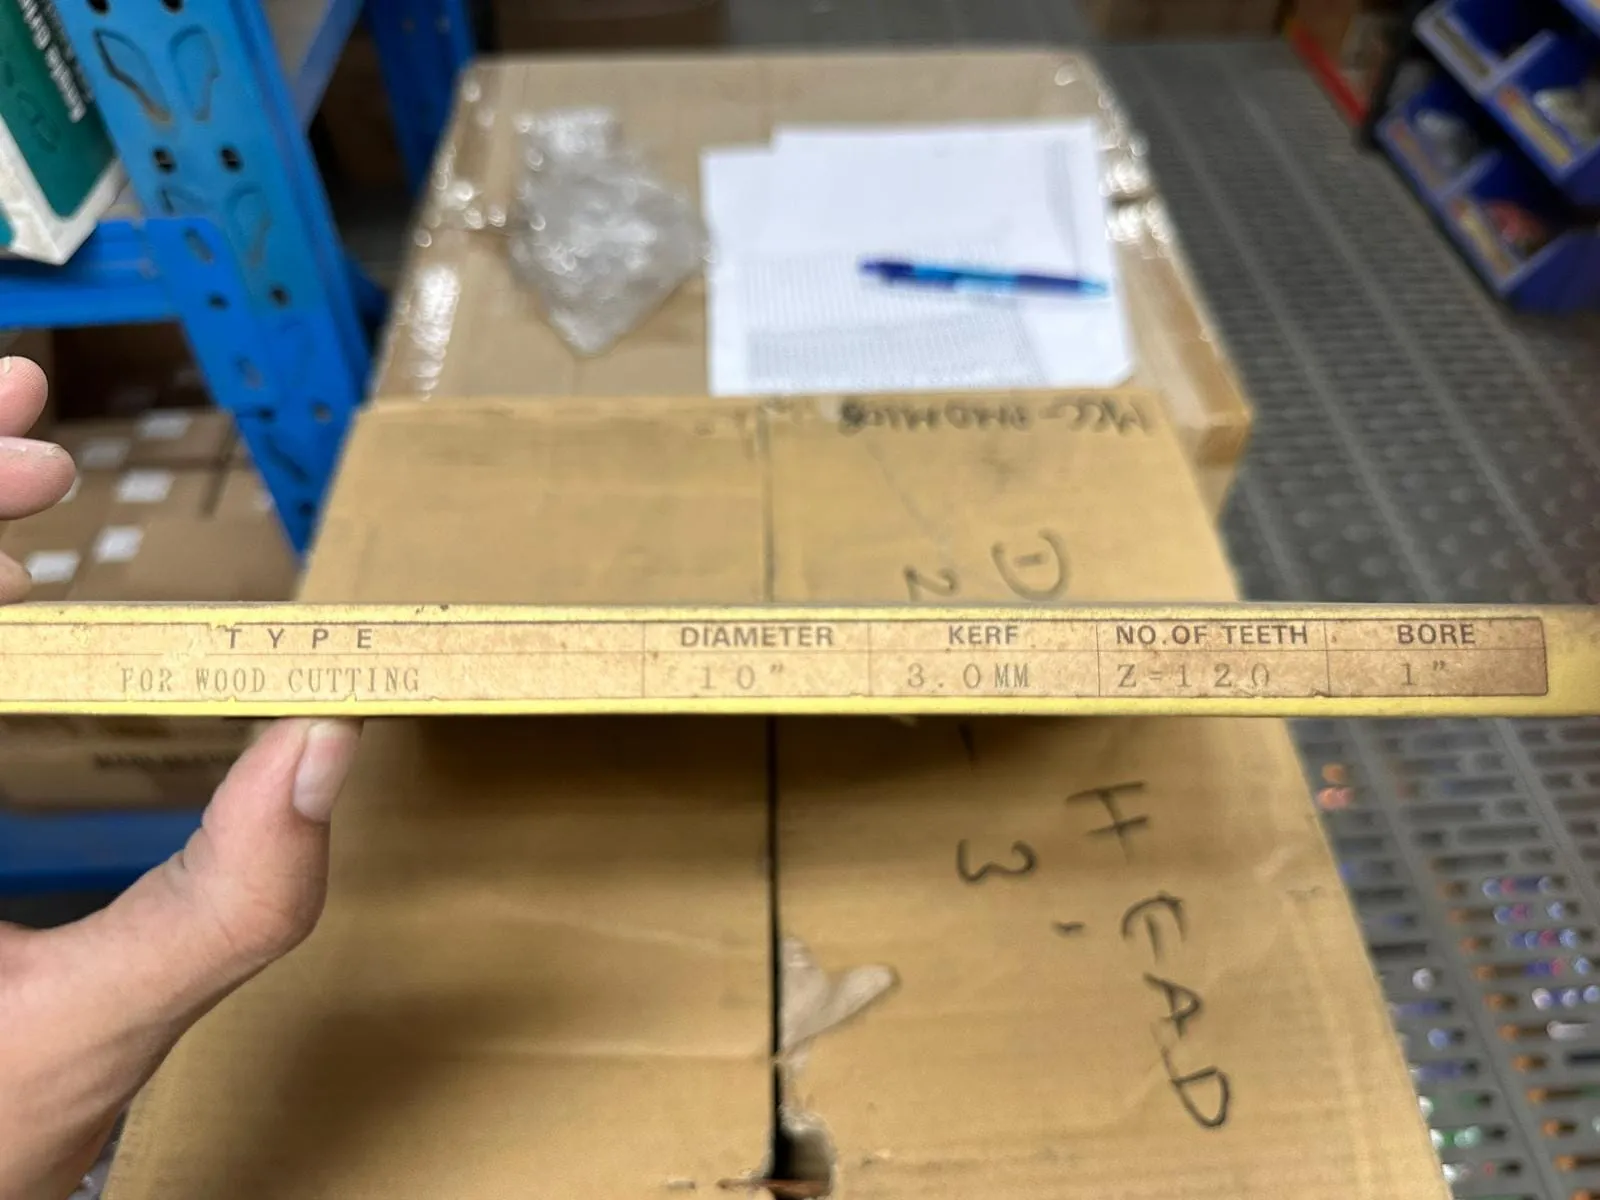 TYPE DIAMETER KERF NO.OF TEETH BORE
FOR WOOD CUTTING 10" 3.0MM Z-120 1"
D
2
HEAD
3,